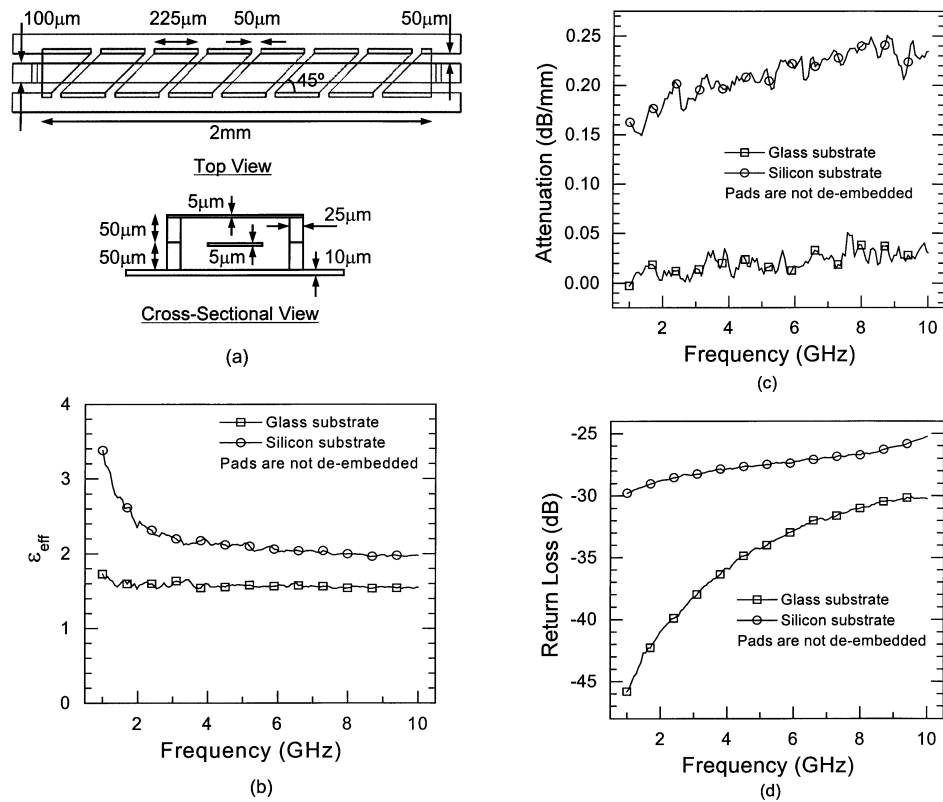 100μm
225μm
50μm
50μm
45º
2mm
Top View
5μm
25μm
50μm
50μm
5μm
10μm
Cross-Sectional View
(a)
4
3
2
1
0
εeff
Glass substrate
Silicon substrate
Pads are not de-embedded
2 4 6 8 10
Frequency (GHz)
(b)
0.25
0.20
0.15
0.10
0.05
0.00
Attenuation (dB/mm)
Glass substrate
Silicon substrate
Pads are not de-embedded
2 4 6 8 10
Frequency (GHz)
(c)
-25
-30
-35
-40
-45
Return Loss (dB)
Glass substrate
Silicon substrate
Pads are not de-embedded
2 4 6 8 10
Frequency (GHz)
(d)